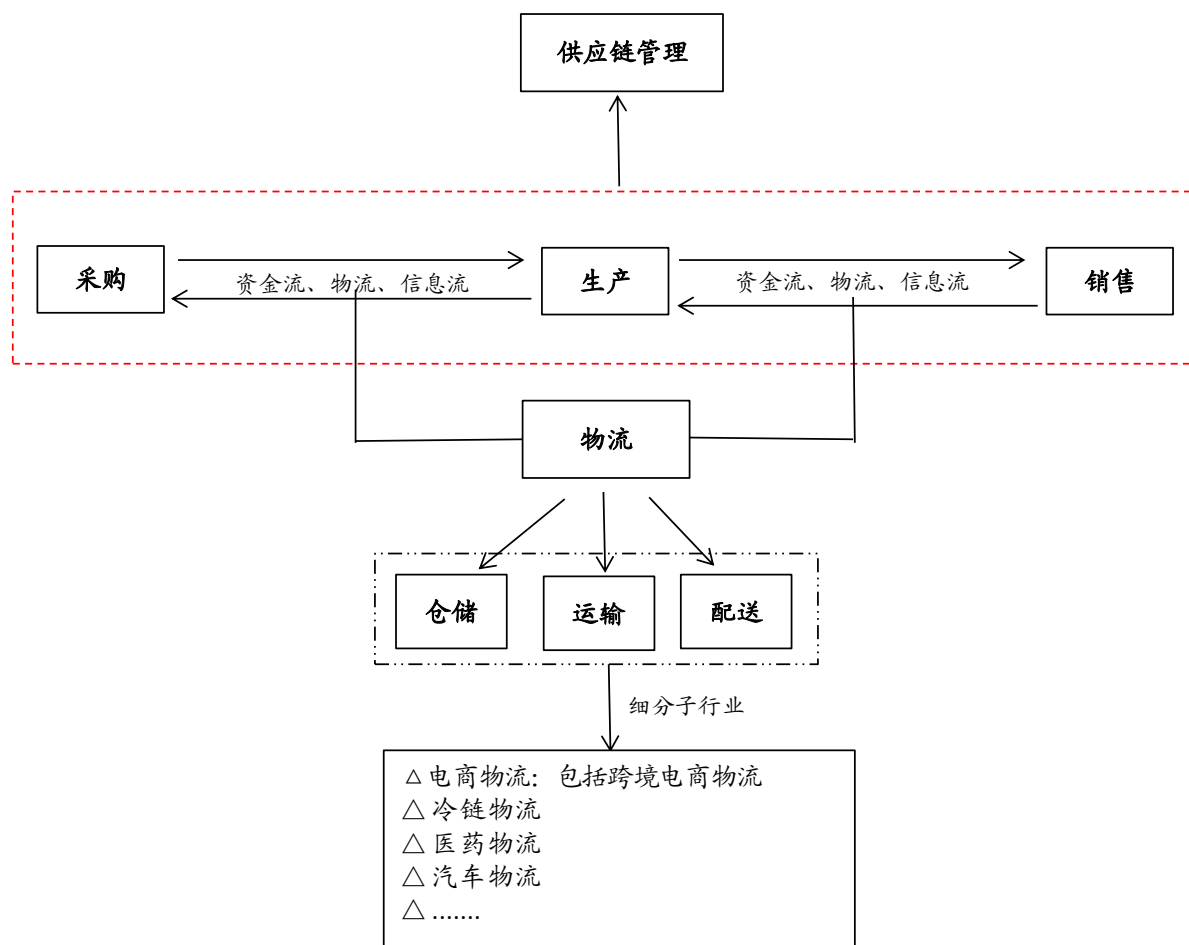 供应链管理
采购
资金流、物流、信息流
生产
资金流、物流、信息流
销售
物流
仓储
运输
配送
细分子行业
△电商物流：包括跨境电商物流
△冷链物流
△医药物流
△汽车物流
△.......